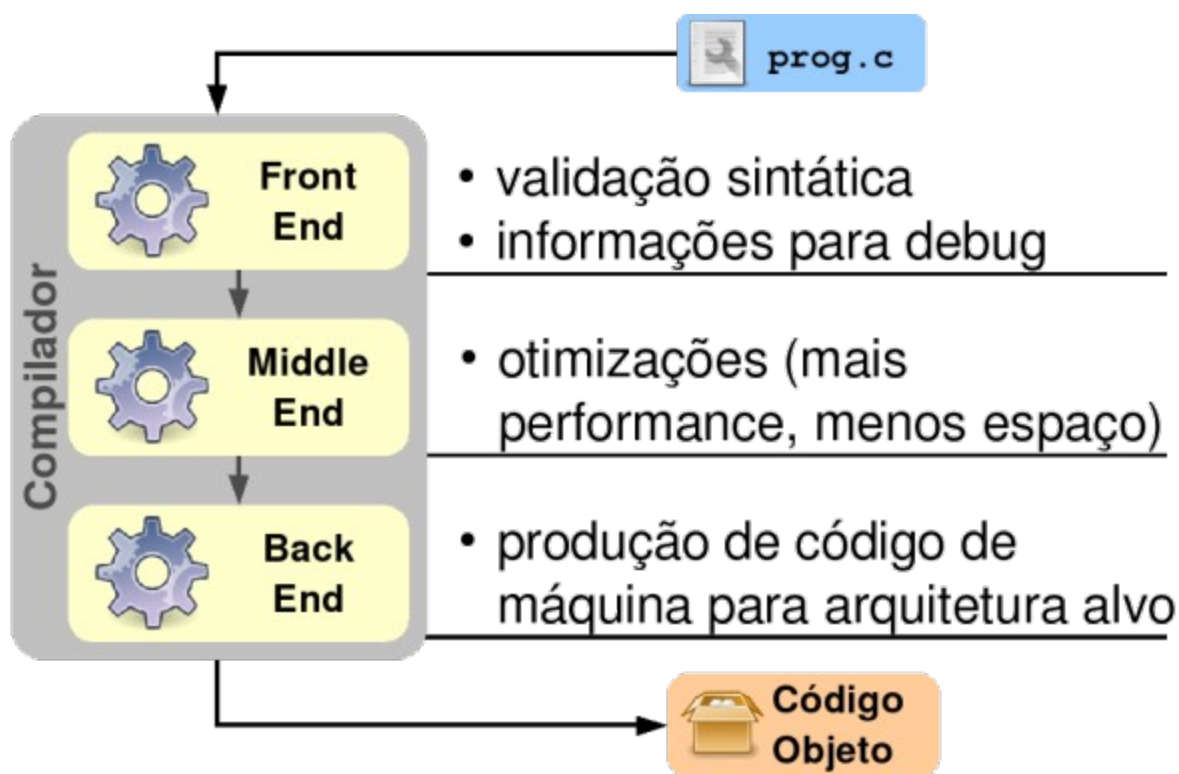 prog.c
Compilador
Front
End
• validação sintática
• informações para debug
Middle
End
• otimizações (mais
performance, menos espaço)
Back
End
• produção de código de
máquina para arquitetura alvo
Código
Objeto